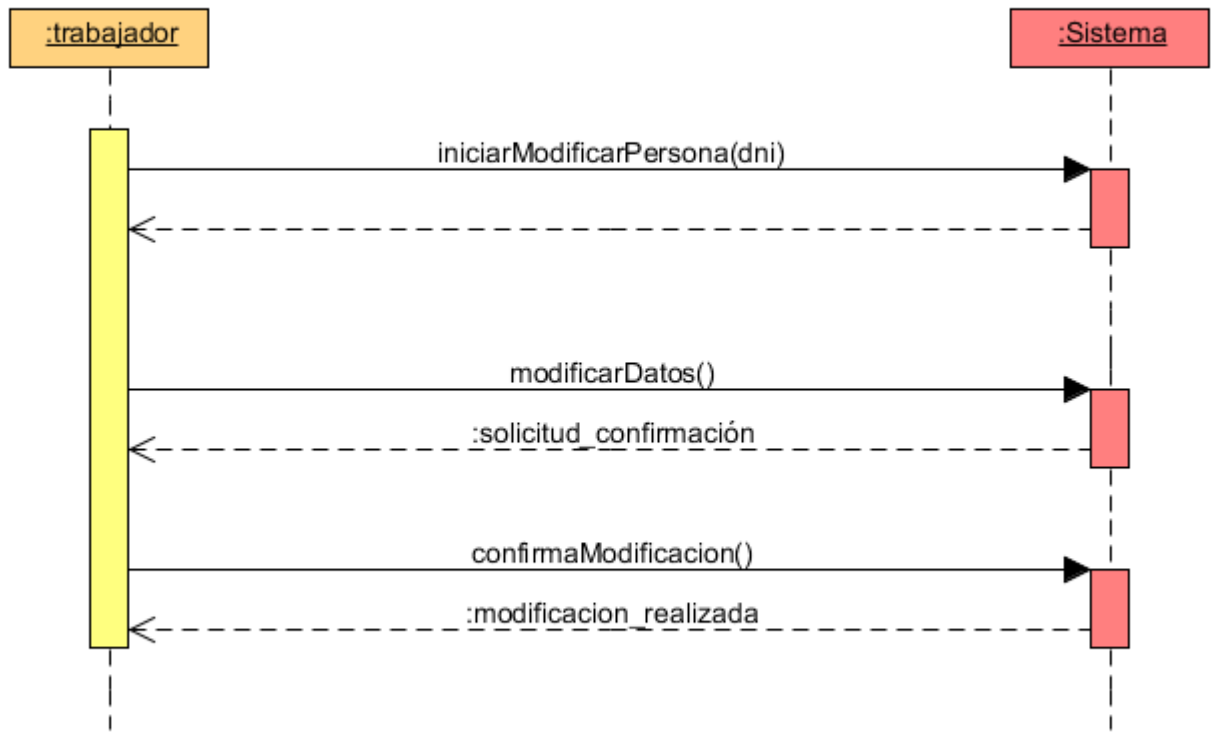 :trabajador
:Sistema
iniciarModificarPersona(dni)
modificarDatos()
:solicitud_confirmación
confirmaModificacion()
:modificacion_realizada